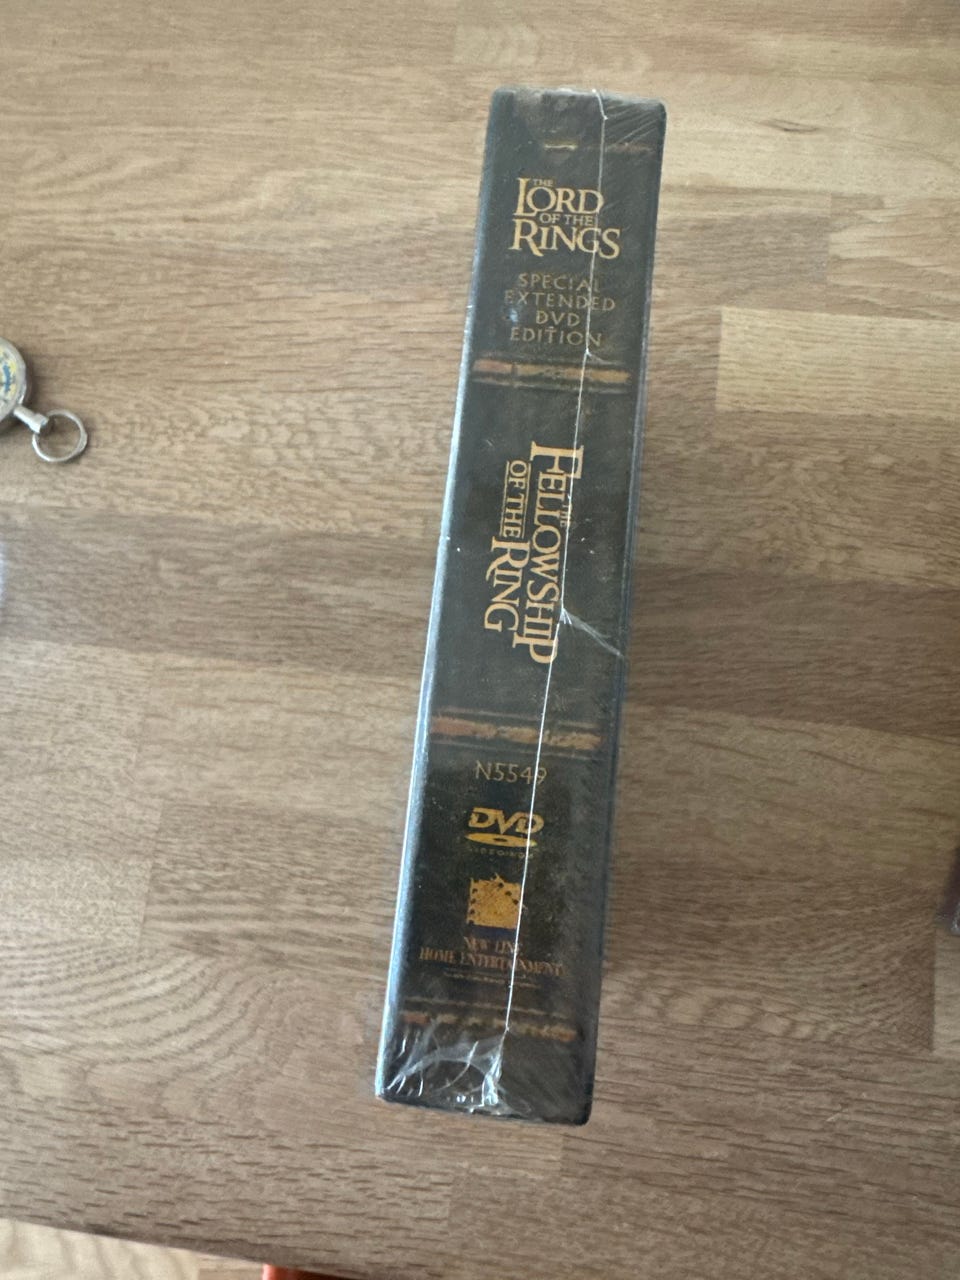 THE
LORD
OF THE
RINGS
SPECIAL
EXTENDED
DVD
EDITION
THE
FELLOWSHIP
OF THE RING
N5549
DVD
VIDEO
NEW LINE
HOME ENTERTAINMENT